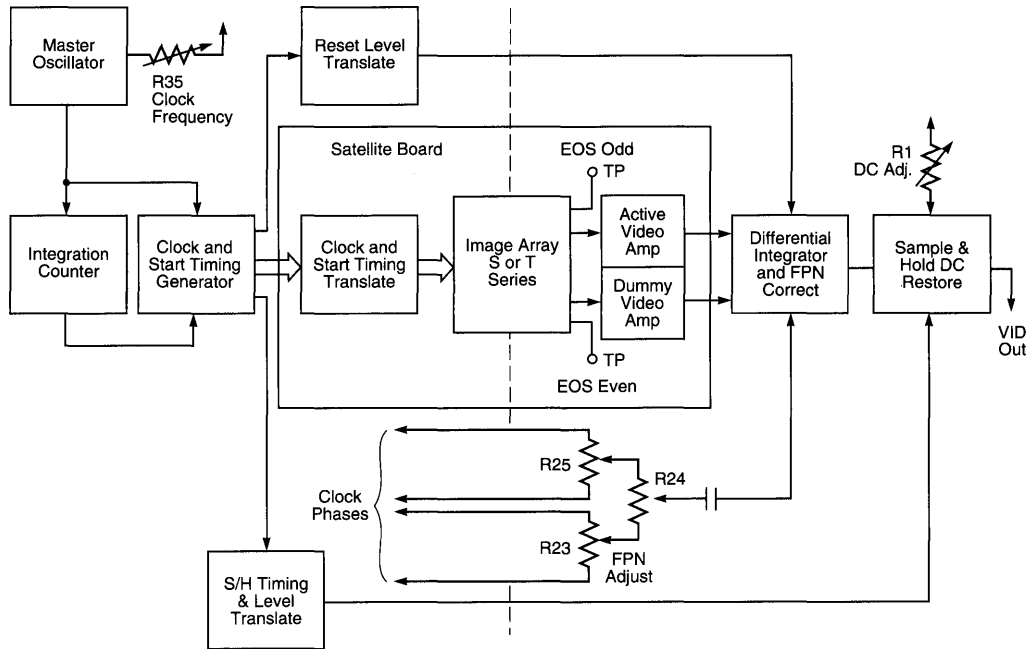 Master
Oscillator
R35
Clock
Frequency
Reset Level
Translate
Satellite Board
EOS Odd
TP
R1
DC Adj.
Integration
Counter
Clock and
Start Timing
Generator
Clock and
Start Timing
Translate
Image Array
S or T
Series
Active
Video
Amp
Dummy
Video
Amp
Differential
Integrator
and FPN
Correct
Sample &
Hold DC
Restore
VID
Out
TP
EOS Even
Clock
Phases
R25
R24
R23
FPN
Adjust
S/H Timing
& Level
Translate